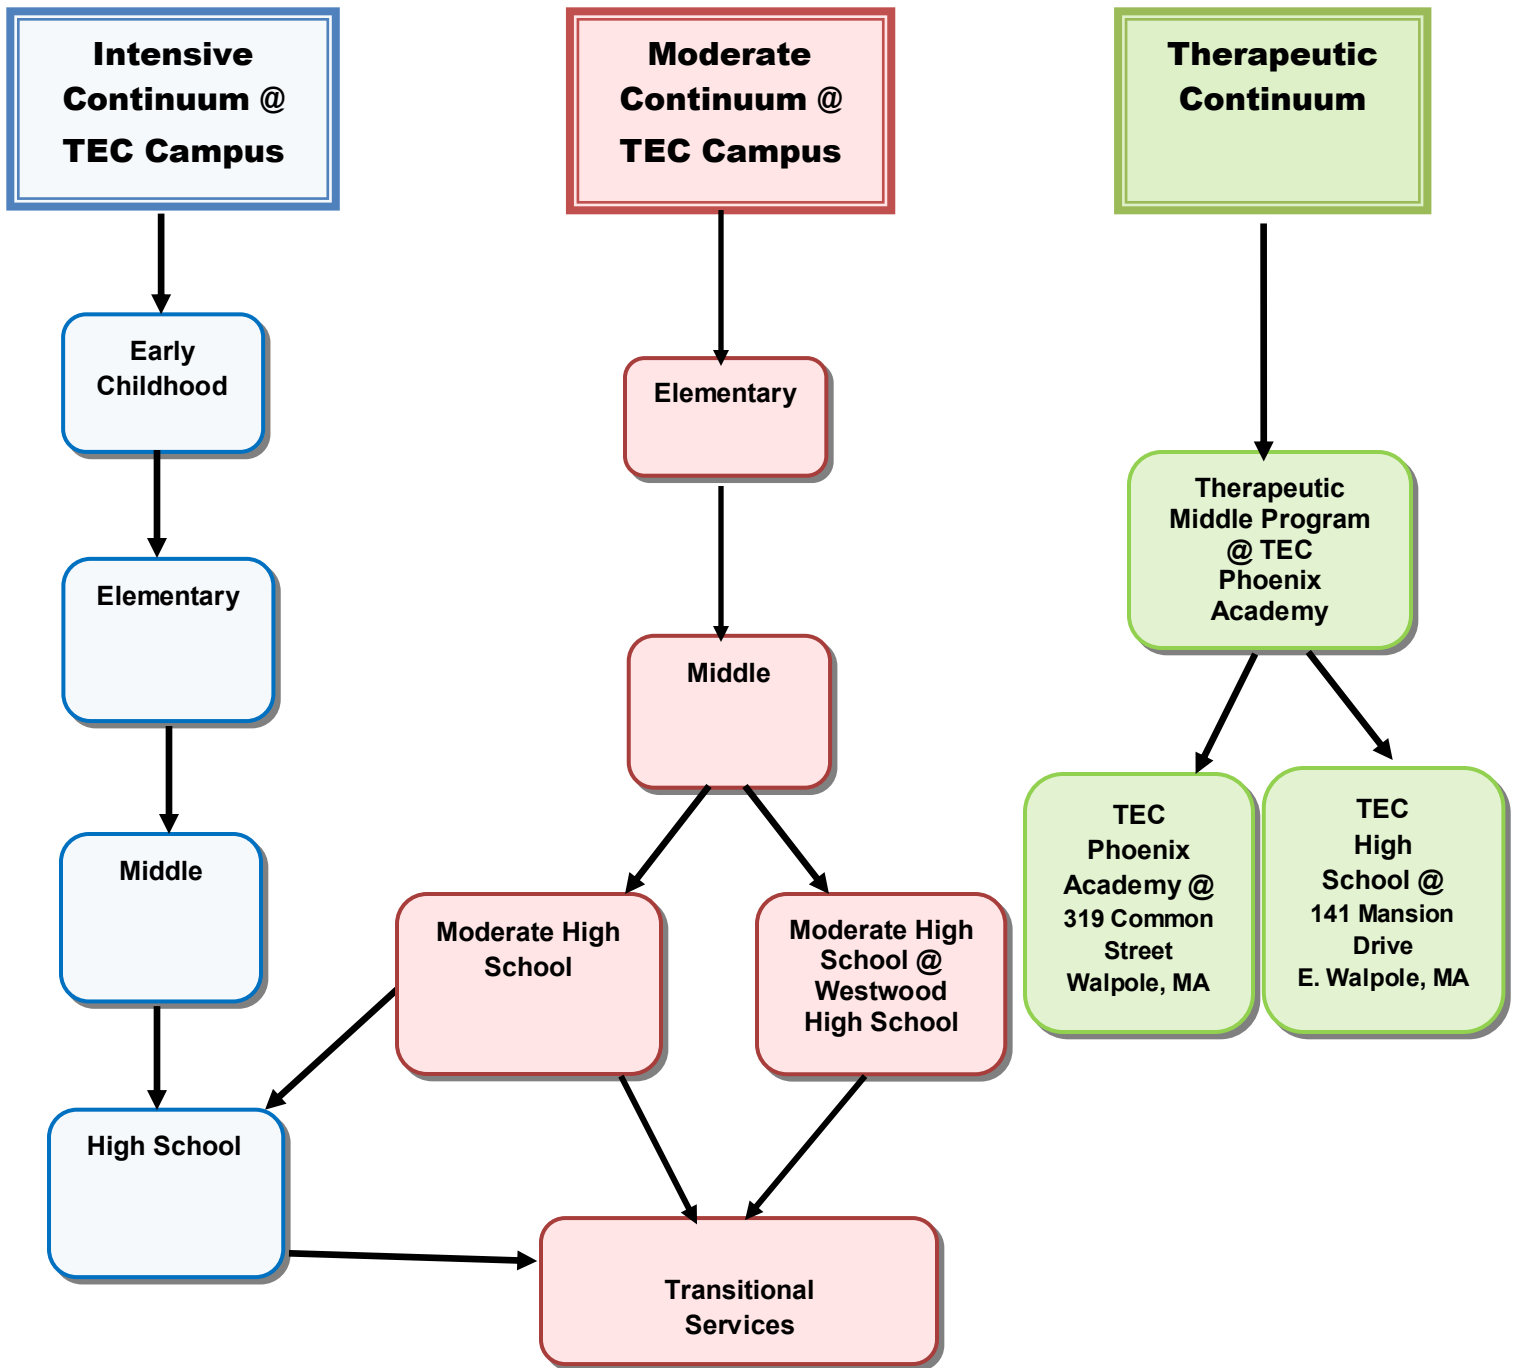 Intensive
Continuum @
TEC Campus
Moderate
Continuum @
TEC Campus
Therapeutic
Continuum
Early
Childhood
Elementary
Middle
High School
Elementary
Middle
Moderate High
School
Moderate High
School @
Westwood
High School
Transitional
Services
Therapeutic
Middle Program
@ TEC
Phoenix
Academy
TEC
Phoenix
Academy @
319 Common
Street
Walpole, MA
TEC
High
School @
141 Mansion
Drive
E. Walpole, MA